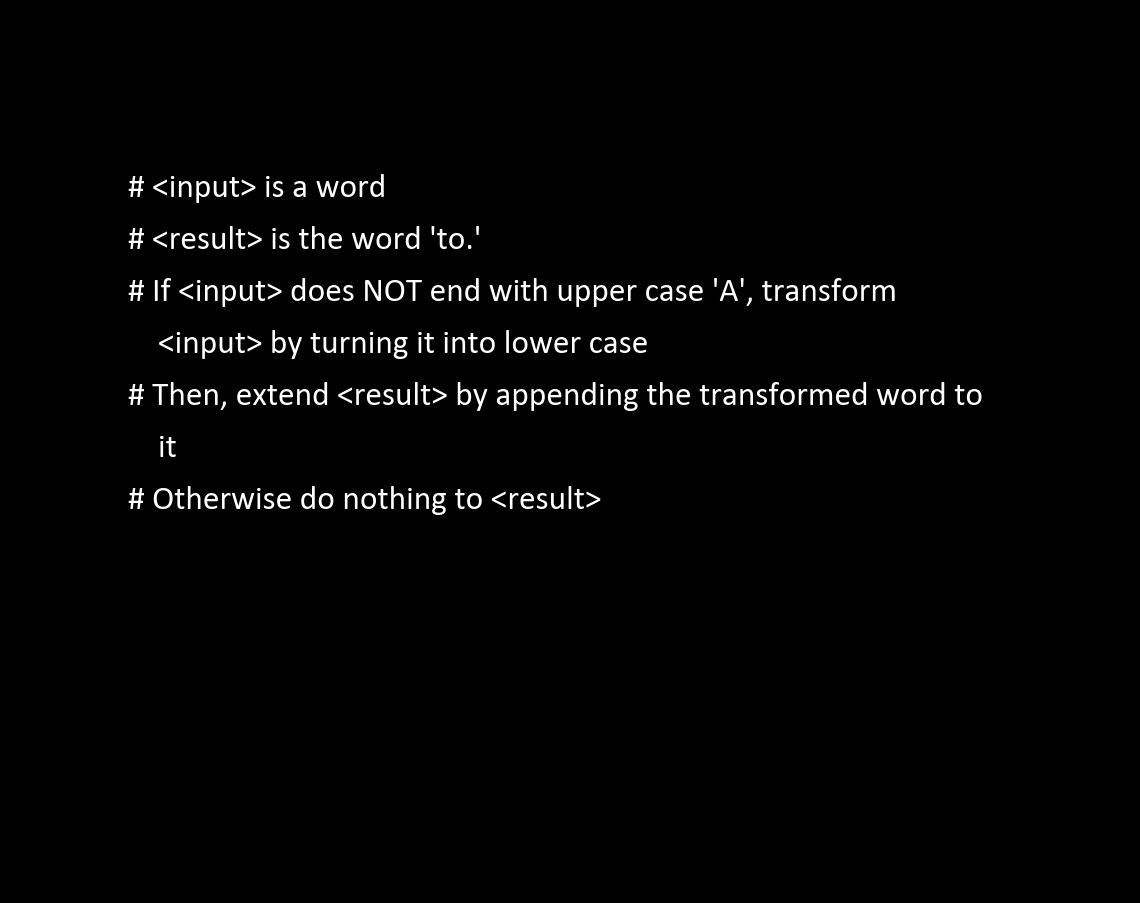 # <input> is a word
# <result> is the word 'to.'
# If <input> does NOT end with upper case 'A', transform
<input> by turning it into lower case
# Then, extend <result> by appending the transformed word to
it
# Otherwise do nothing to <result>